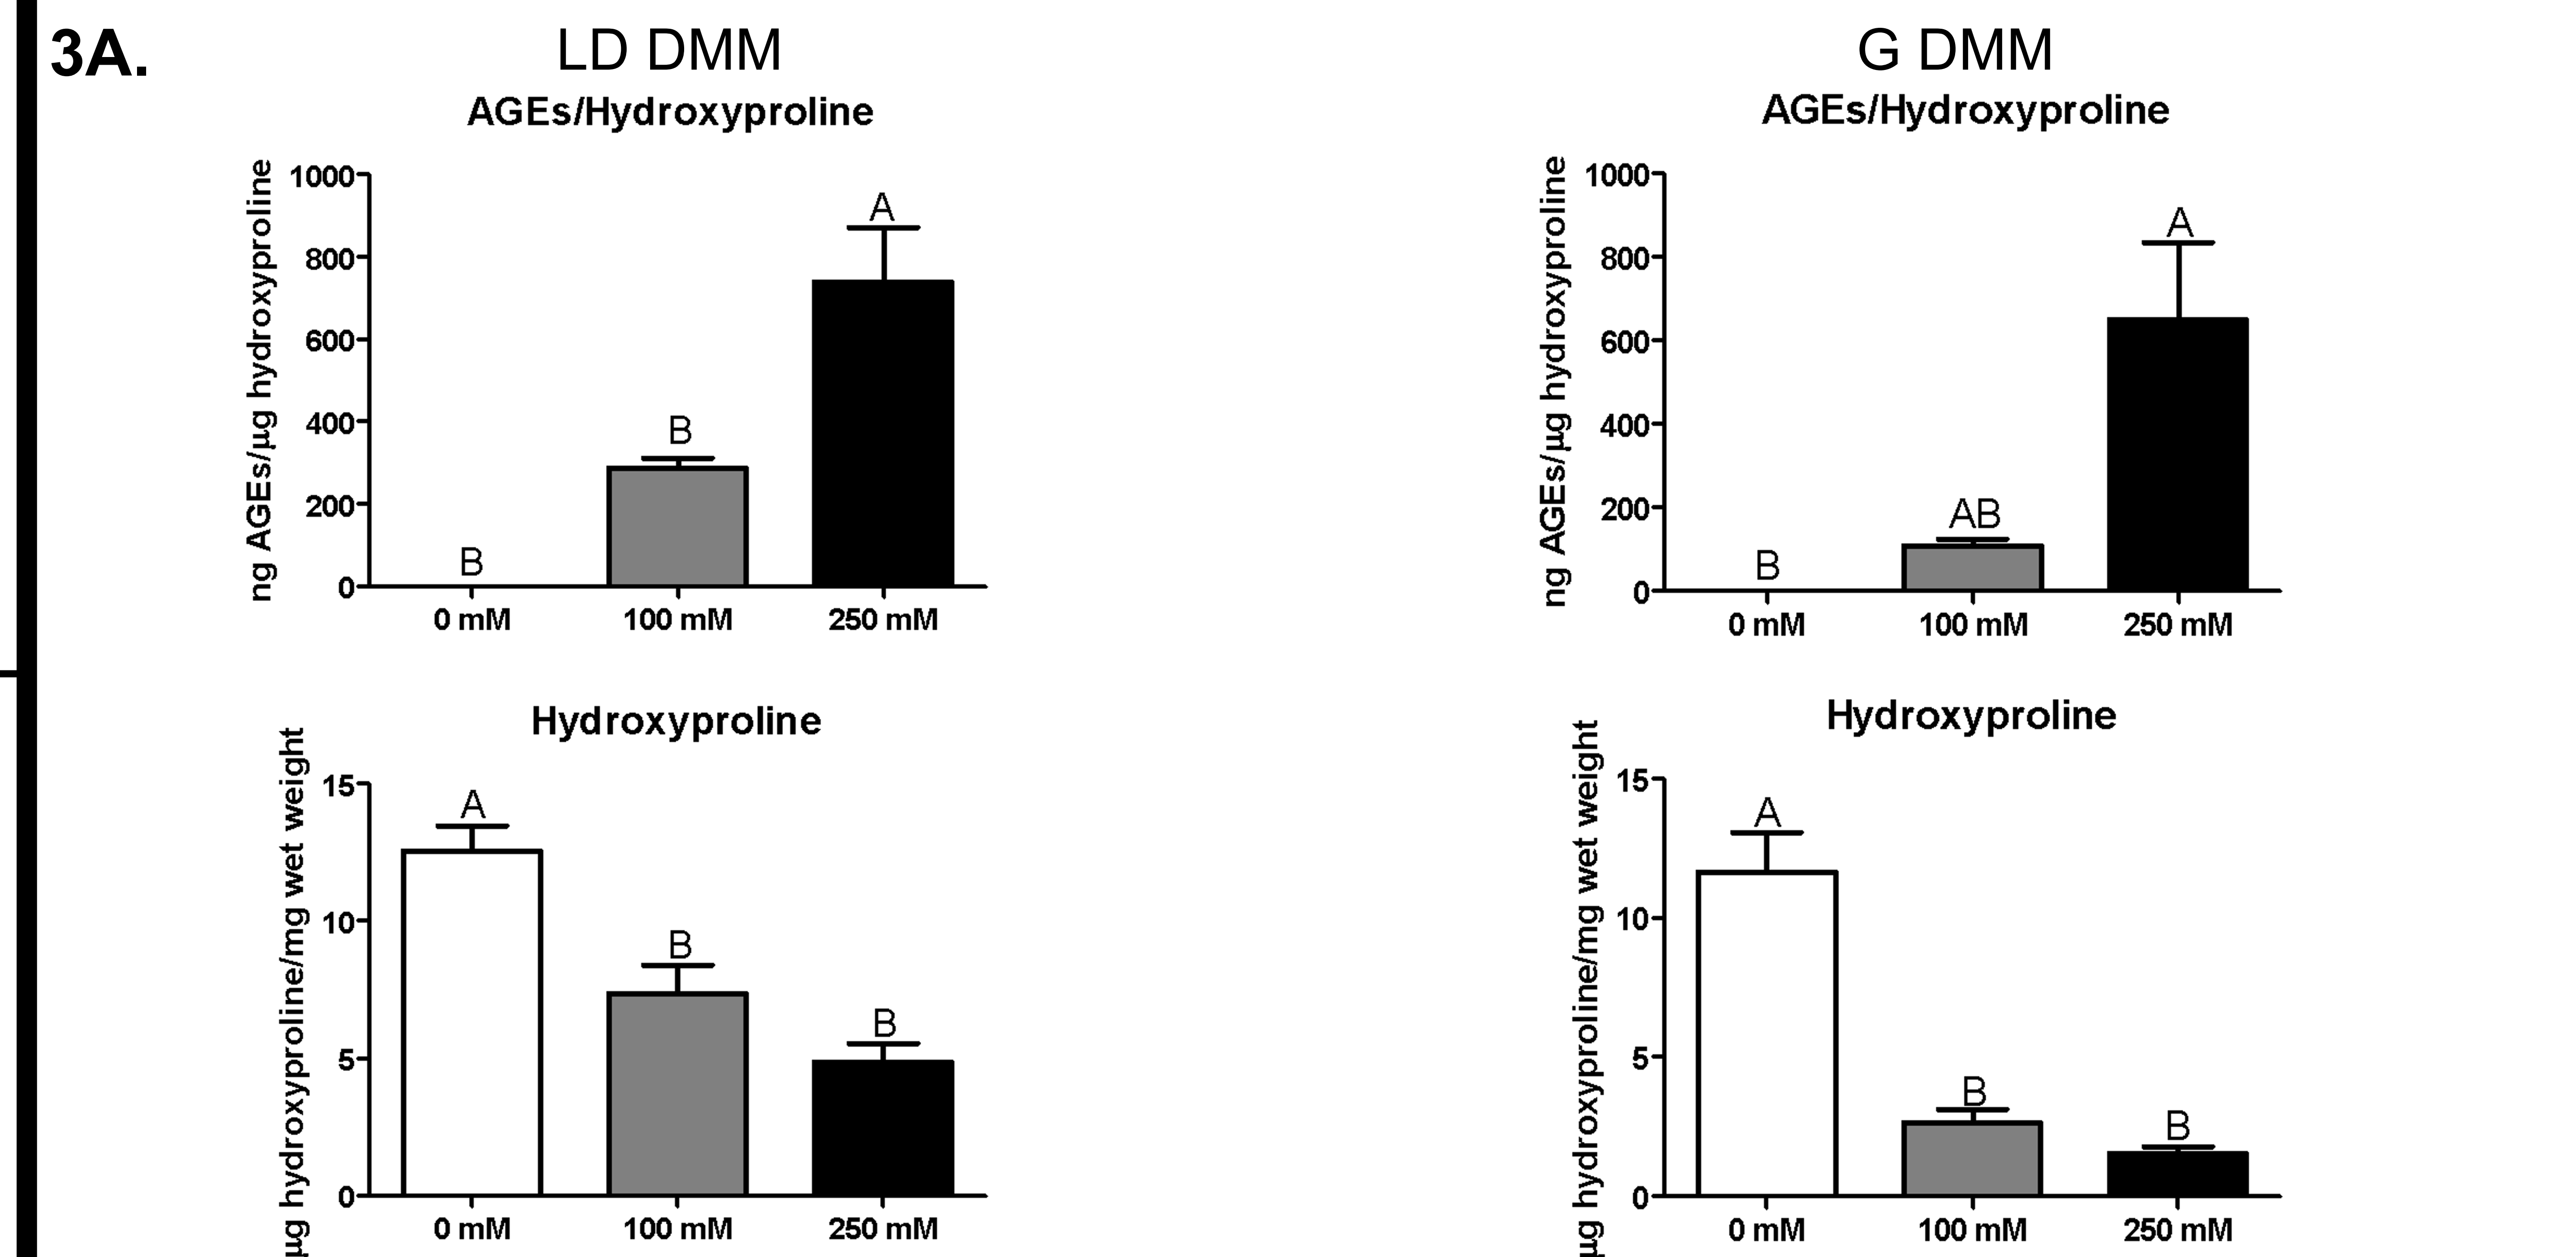 3A.
LD DMM
AGEs/Hydroxyproline
ng AGEs/µg hydroxyproline
1000
800
600
400
200
0
B
B
A
0 mM
100 mM
250 mM
G DMM
AGEs/Hydroxyproline
ng AGEs/µg hydroxyproline
1000
800
600
400
200
0
B
AB
A
0 mM
100 mM
250 mM
Hydroxyproline
µg hydroxyproline/mg wet weight
15
10
5
0
A
B
B
0 mM
100 mM
250 mM
Hydroxyproline
µg hydroxyproline/mg wet weight
15
10
5
0
A
B
B
0 mM
100 mM
250 mM